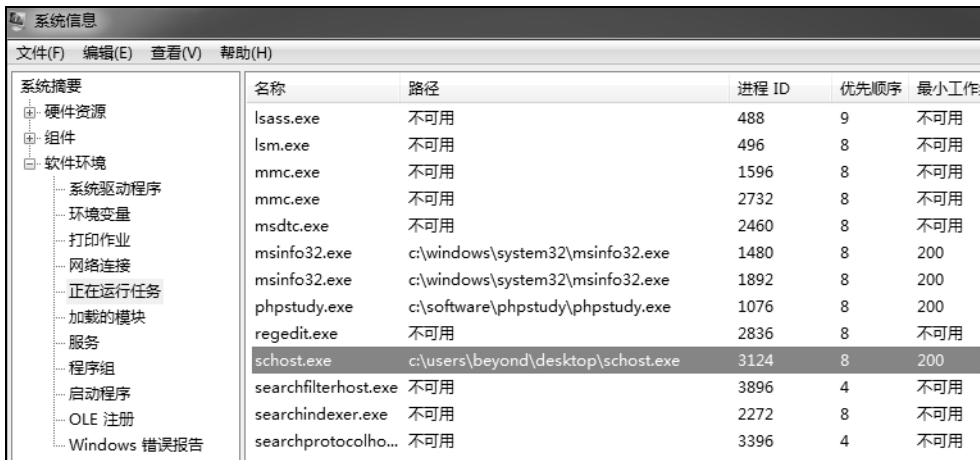 系统信息
文件(F) 编辑(E) 查看(V) 帮助(H)
系统摘要
硬件资源
组件
软件环境
系统驱动程序
环境变量
打印作业
网络连接
正在运行任务
加载的模块
服务
程序组
启动程序
OLE 注册
Windows 错误报告
名称 路径 进程 ID 优先顺序 最小工作
lsass.exe 不可用 488 9 不可用
lsm.exe 不可用 496 8 不可用
mmc.exe 不可用 1596 8 不可用
mmc.exe 不可用 2732 8 不可用
msdtc.exe 不可用 2460 8 不可用
msinfo32.exe c:\windows\system32\msinfo32.exe 1480 8 200
msinfo32.exe c:\windows\system32\msinfo32.exe 1892 8 200
phpstudy.exe c:\software\phpstudy\phpstudy.exe 1076 8 200
regedit.exe 不可用 2836 8 不可用
schost.exe c:\users\beyond\desktop\schost.exe 3124 8 200
searchfilterhost.exe 不可用 3896 4 不可用
searchindexer.exe 不可用 2272 8 不可用
searchprotocolho... 不可用 3396 4 不可用